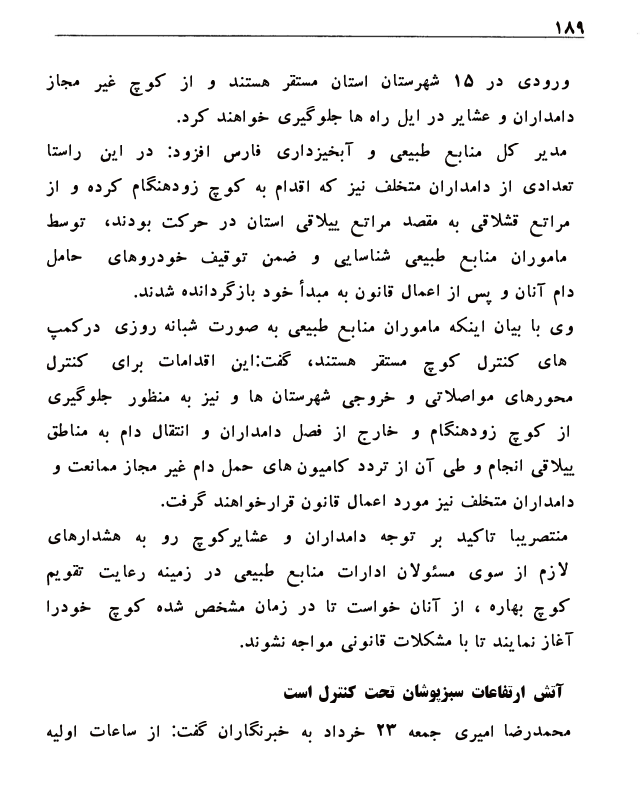 ۱۸۹
ورودی در ۱۵ شهرستان استان مستقر هستند و از کوچ غیر مجاز
دامداران و عشایر در ایل راه ها جلوگیری خواهند کرد.
مدیر کل منابع طبیعی و آبخیزداری فارس افزود: در این راستا
تعدادی از دامداران متخلف نیز که اقدام به کوچ زودهنگام کرده و از
مراتع قشلاقی به مقصد مراتع ییلاقی استان در حرکت بودند، توسط
ماموران منابع طبیعی شناسایی و ضمن توقیف خودروهای حامل
دام آنان و پس از اعمال قانون به مبدأ خود بازگردانده شدند.
وی با بیان اینکه ماموران منابع طبیعی به صورت شبانه روزی درکمپ
های کنترل کوچ مستقر هستند، گفت:این اقدامات برای کنترل
محورهای مواصلاتی و خروجی شهرستان ها و نیز به منظور جلوگیری
از کوچ زودهنگام و خارج از فصل دامداران و انتقال دام به مناطق
ییلاقی انجام و طی آن از تردد کامیون های حمل دام غیر مجاز ممانعت و
دامداران متخلف نیز مورد اعمال قانون قرارخواهند گرفت.
منتصریبا تاکید بر توجه دامداران و عشایرکوچ رو به هشدارهای
لازم از سوی مسئولان ادارات منابع طبیعی در زمینه رعایت تقویم
کوچ بهاره ، از آنان خواست تا در زمان مشخص شده کوچ خودرا
آغاز نمایند تا با مشکلات قانونی مواجه نشوند.
آتش ارتفاعات سبزپوشان تحت کنترل است
محمدرضا امیری جمعه ۲۳ خرداد به خبرنگاران گفت: از ساعات اولیه